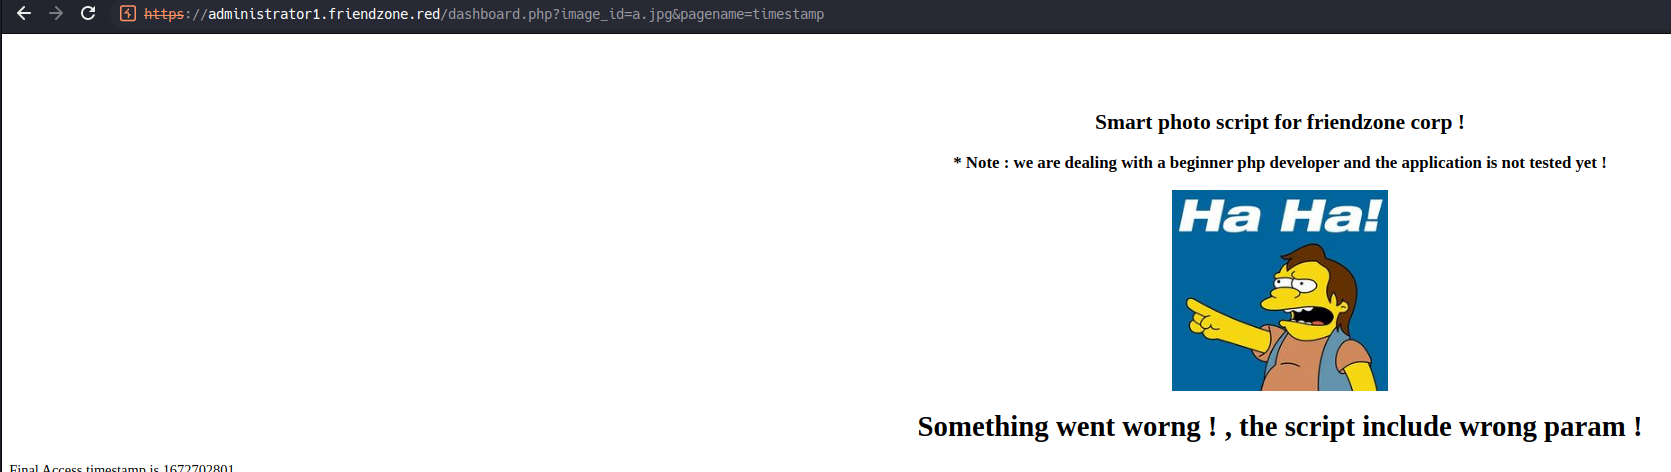 https://administrator1.friendzone.red/dashboard.php?image_id=a.jpg&pagename=timestamp
Smart photo script for friendzone corp !
* Note : we are dealing with a beginner php developer and the application is not tested yet !
Ha Ha!
Something went worng ! , the script include wrong param !
Final Access timestamp is 1672702801